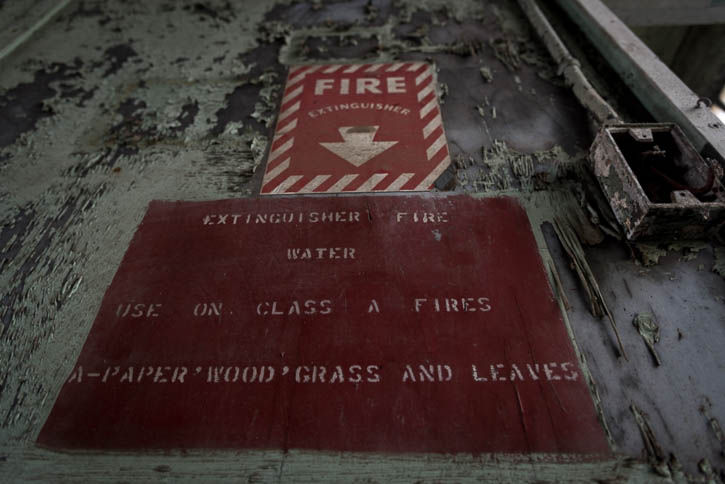 FIRE
EXTINGUISHER
EXTINGUISHER FIRE
WATER
USE ON CLASS A FIRES
A-PAPER'WOOD'GRASS AND LEAVES